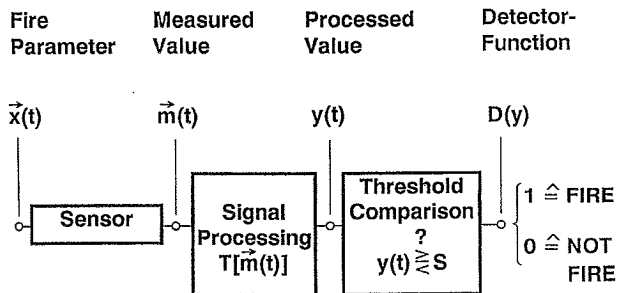 Fire Parameter
Measured Value
Processed Value
Detector-Function
x⃗(t)
m⃗(t)
y(t)
D(y)
Sensor
Signal
Processing
T[m⃗(t)]
Threshold
Comparison
?
y(t) ⋛ S
1 ≙ FIRE
0 ≙ NOT
FIRE